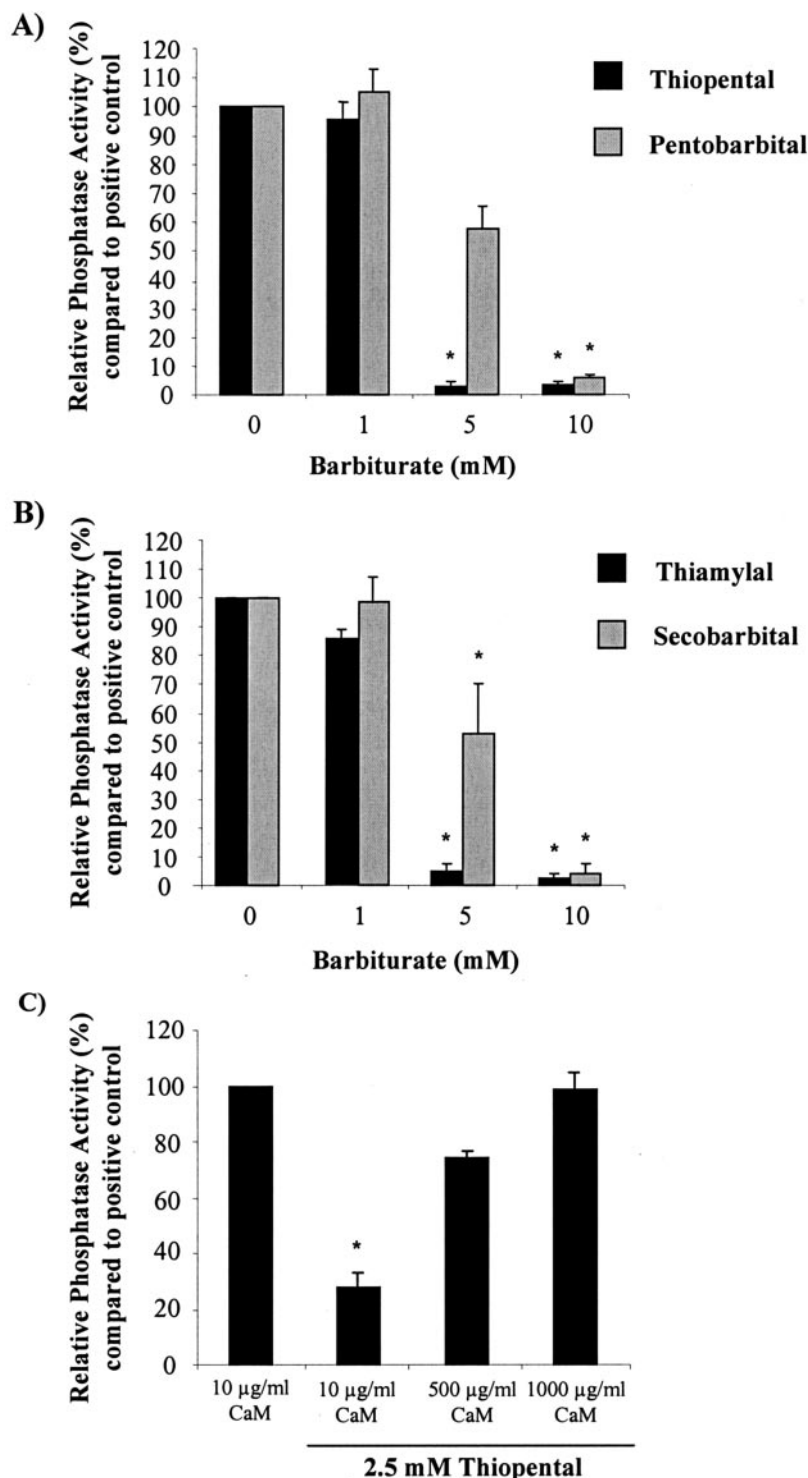 A)
Relative Phosphatase Activity (%)
compared to positive control
120
110
100
90
80
70
60
50
40
30
20
10
0
* * *
0 1 5 10
Barbiturate (mM)
Thiopental
Pentobarbital
B)
Relative Phosphatase Activity (%)
compared to positive control
120
110
100
90
80
70
60
50
40
30
20
10
0
*
* * *
0 1 5 10
Barbiturate (mM)
Thiamylal
Secobarbital
C)
Relative Phosphatase Activity (%)
compared to positive control
120
100
80
60
40
20
0
*
10 µg/ml 10 µg/ml 500 µg/ml 1000 µg/ml
CaM CaM CaM CaM
2.5 mM Thiopental